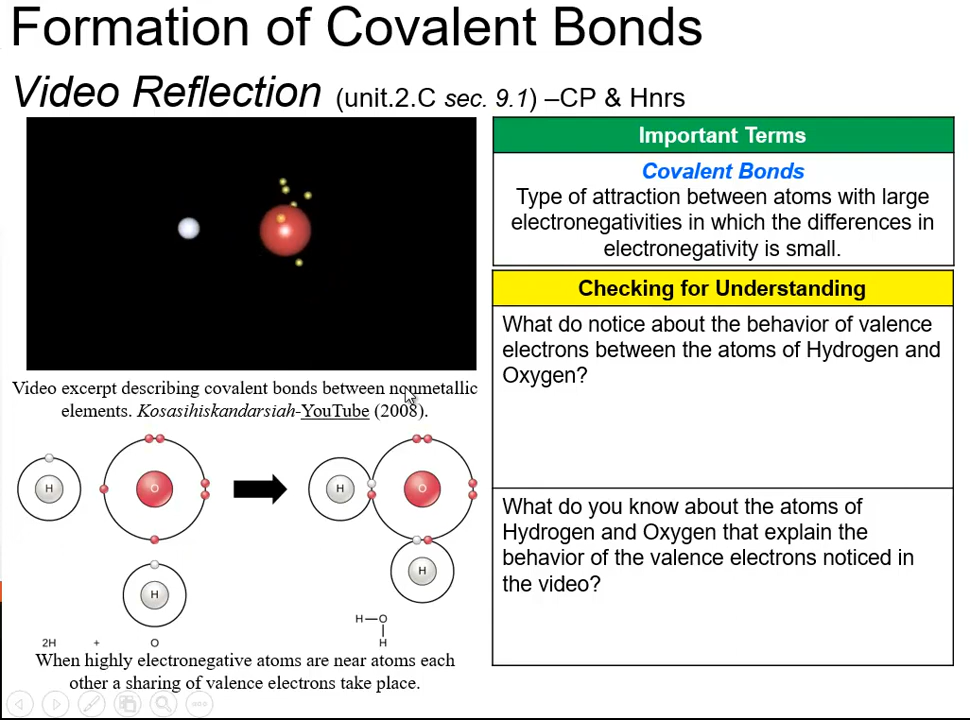 Formation of Covalent Bonds
Video Reflection (unit.2.C sec. 9.1) –CP & Hnrs
Video excerpt describing covalent bonds between nonmetallic
elements. Kosasihiskandarsiah-YouTube (2008).
H
O
H
O
H
H
H—O
H
2H + O
When highly electronegative atoms are near atoms each
other a sharing of valence electrons take place.
Important Terms
Covalent Bonds
Type of attraction between atoms with large
electronegativities in which the differences in
electronegativity is small.
Checking for Understanding
What do notice about the behavior of valence
electrons between the atoms of Hydrogen and
Oxygen?
What do you know about the atoms of
Hydrogen and Oxygen that explain the
behavior of the valence electrons noticed in
the video?